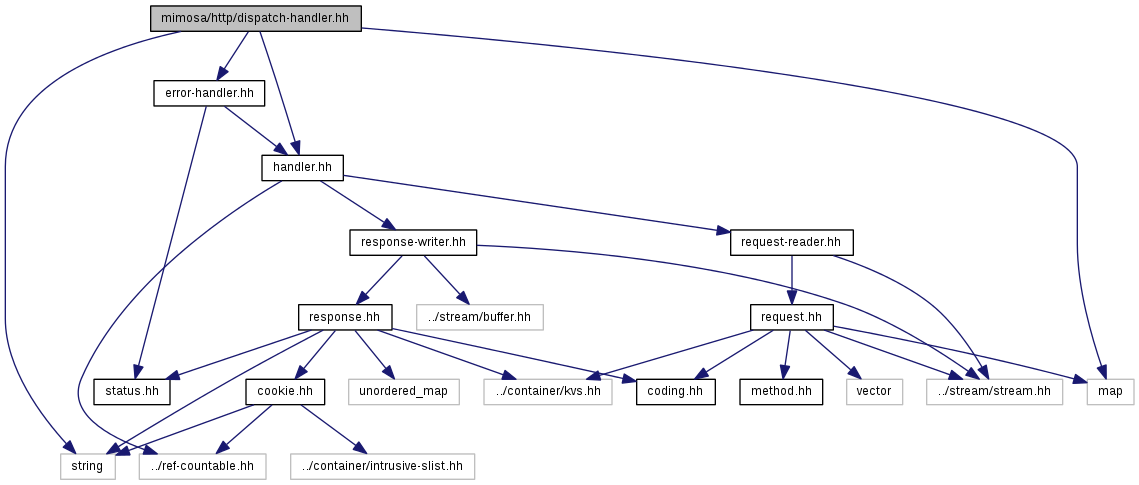 mimosa/http/dispatch-handler.hh
error-handler.hh
handler.hh
response-writer.hh
request-reader.hh
response.hh
../stream/buffer.hh
request.hh
status.hh
cookie.hh
unordered_map
../container/kvs.hh
coding.hh
method.hh
vector
../stream/stream.hh
map
string
../ref-countable.hh
../container/intrusive-slist.hh